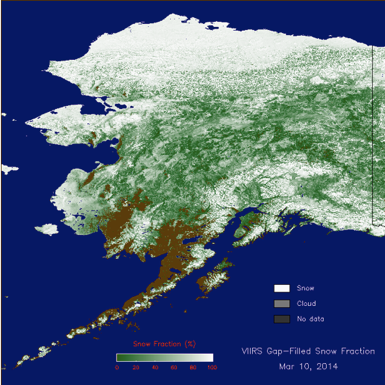 Snow
Cloud
No data
Snow Fraction (%)
0 20 40 60 80 100
VIIRS Gap-Filled Snow Fraction
Mar 10, 2014